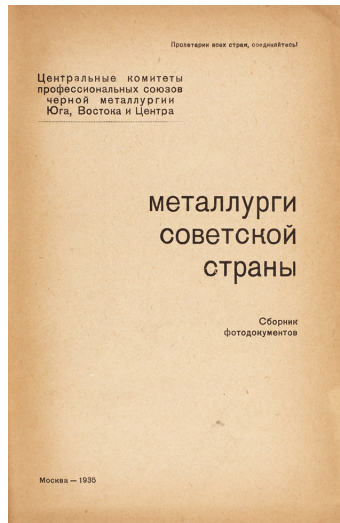 Пролетарии всех стран, соединяйтесь!
Центральные комитеты
профессиональных союзов
черной металлургии
Юга, Востока и Центра
металлурги
советской
страны
Сборник
фотодокументов
Москва — 1935